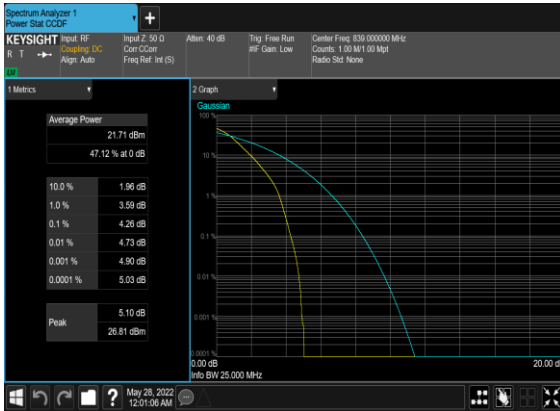 Spectrum Analyzer 1
Power Stat CCDF
KEYSIGHT
R T
LV
Input: RF
Coupling: DC
Align: Auto
Input Z: 50 Ω
Corr CCorr
Freq Ref: Int (S)
Atten: 40 dB
Trig: Free Run
#IF Gain: Low
Center Freq: 839.000000 MHz
Counts: 1.00 M/1.00 Mpt
Radio Std: None
1 Metrics
Average Power
21.71 dBm
47.12 % at 0 dB
10.0 % 1.96 dB
1.0 % 3.59 dB
0.1 % 4.26 dB
0.01 % 4.73 dB
0.001 % 4.90 dB
0.0001 % 5.03 dB
Peak
5.10 dB
26.81 dBm
2 Graph
Gaussian
100 %
10 %
1 %
0.1 %
0.01 %
0.001 %
0.0001 %
0.00 dB
20.00 d
Info BW 25.000 MHz
?
May 28, 2022
12:01:06 AM